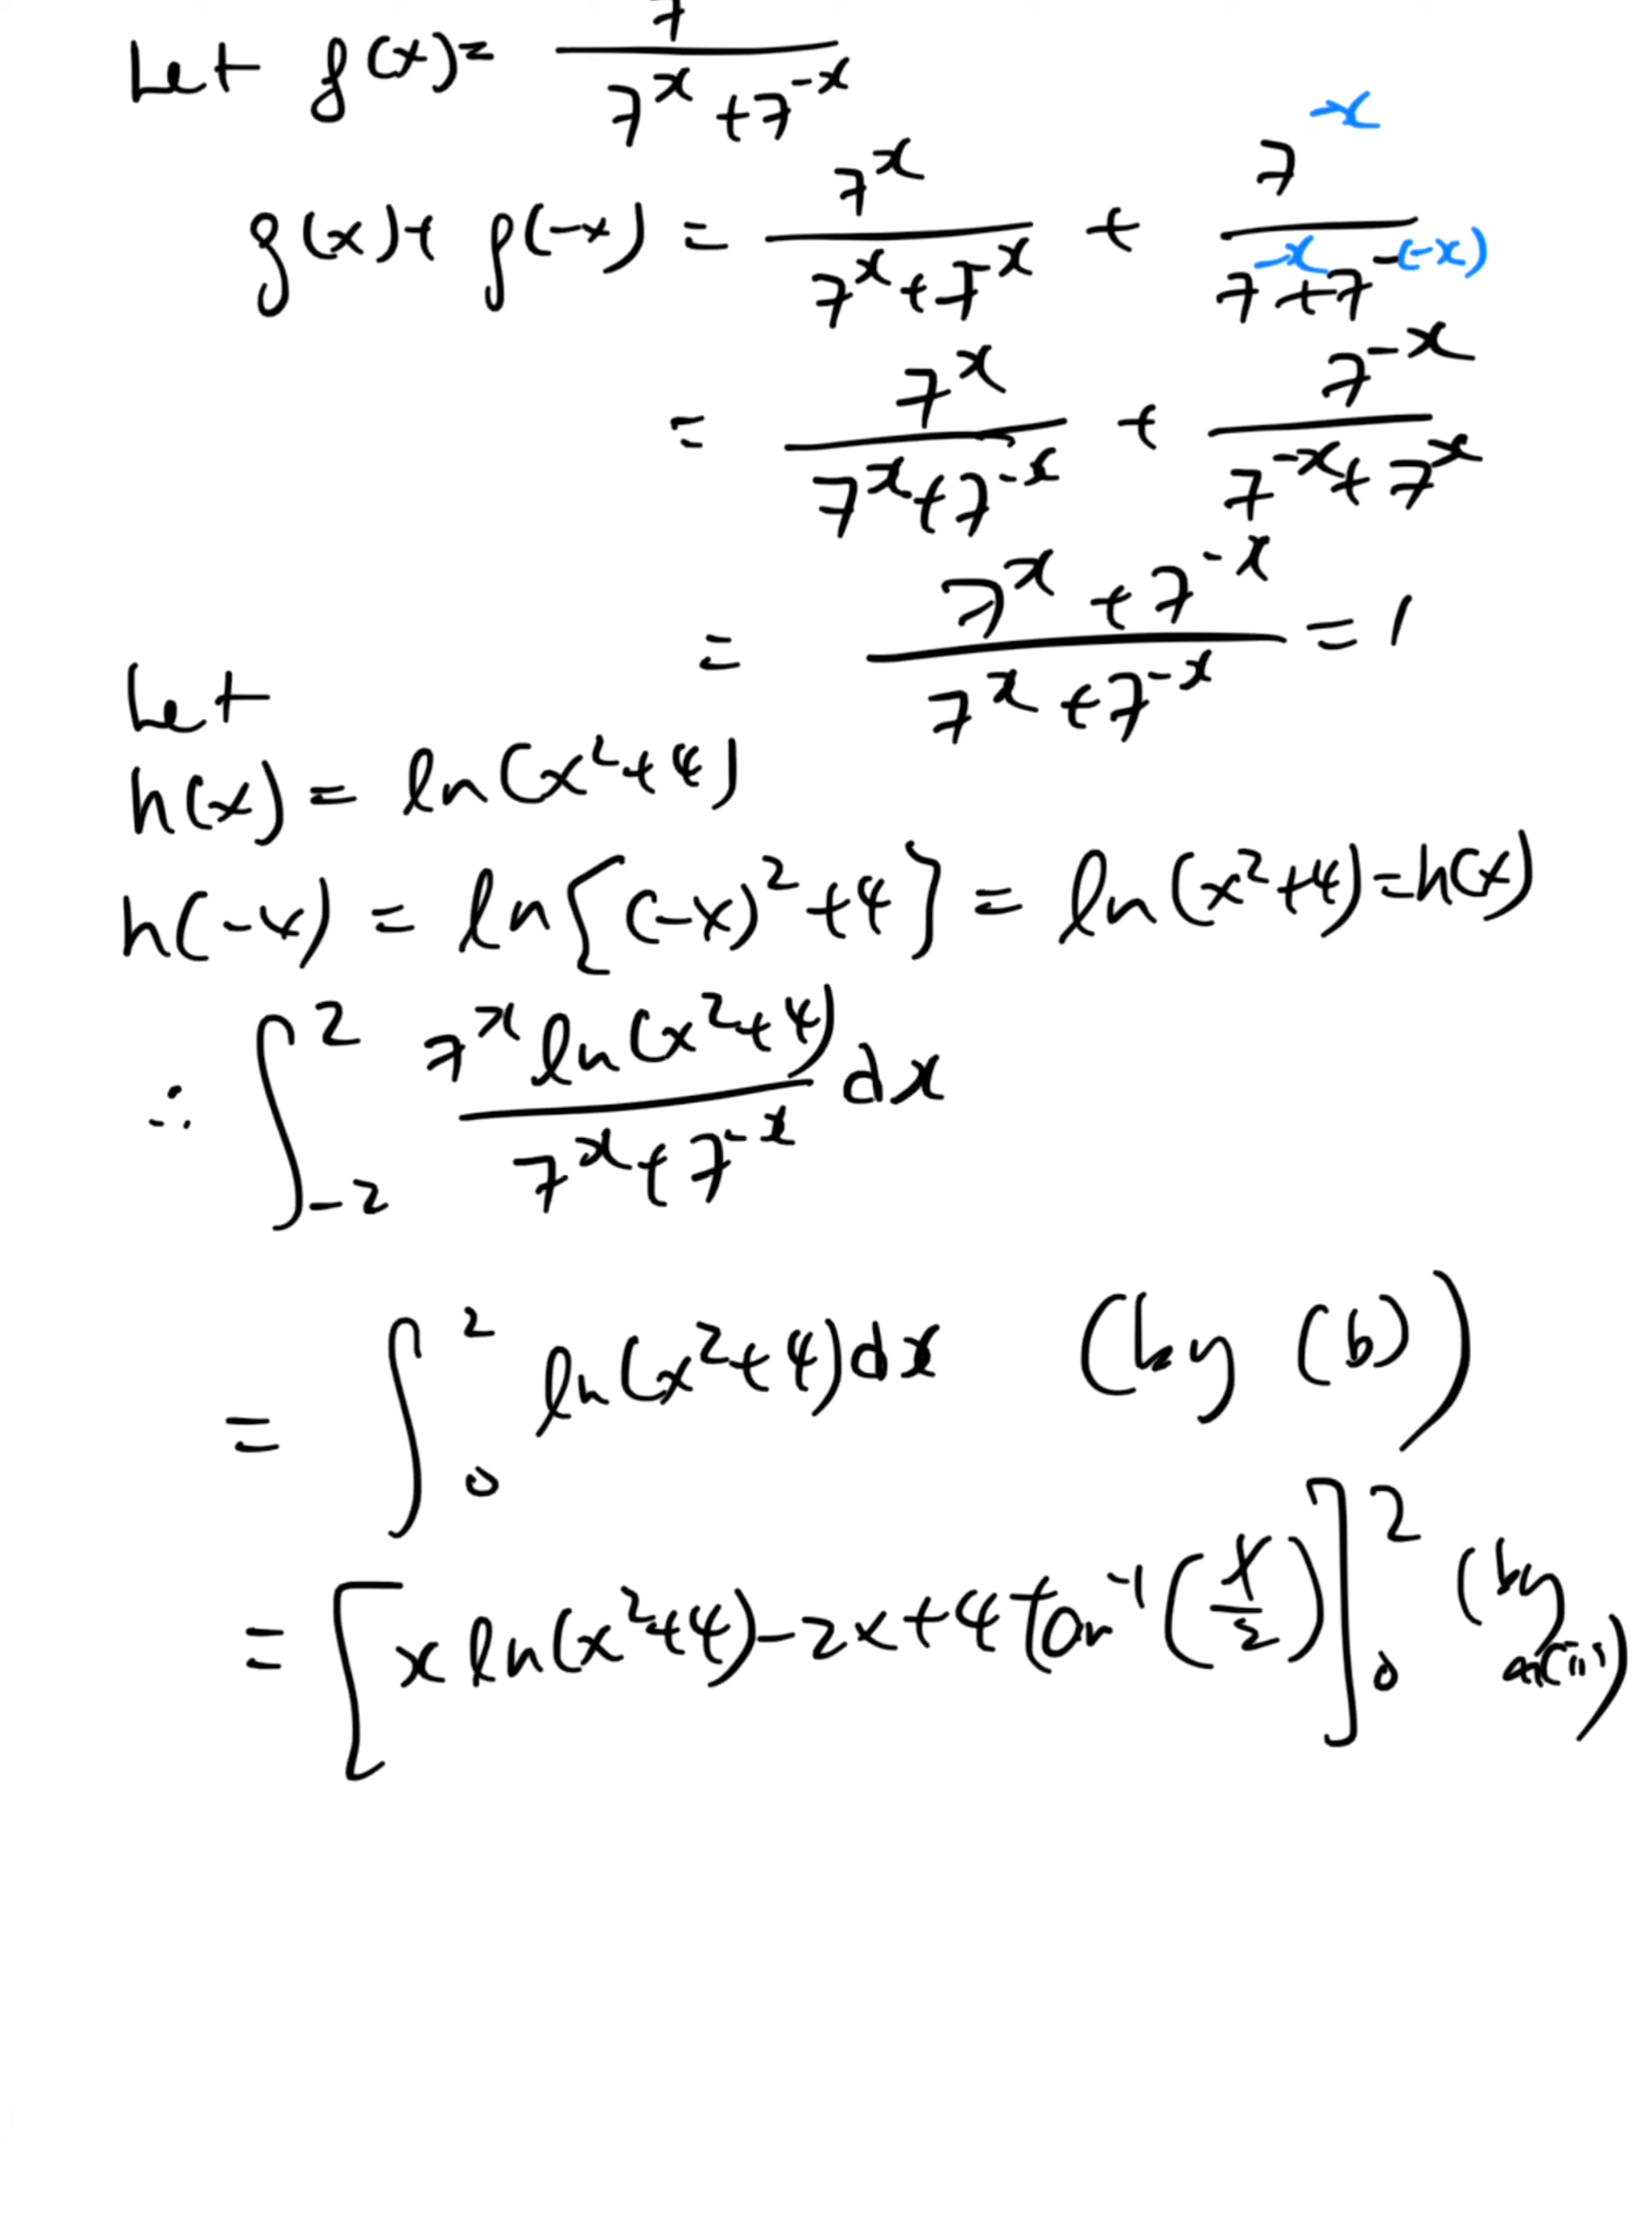 Let g(x) = 7 / (7^x + 7^-x)
g(x) + g(-x) = 7^x / (7^x + 7^-x) + 7^-x / (7^-x + 7^-(-x))
= 7^x / (7^x + 7^-x) + 7^-x / (7^-x + 7^x)
= (7^x + 7^-x) / (7^x + 7^-x) = 1
Let
h(x) = ln(x^2+4)
h(-x) = ln{(-x)^2+4} = ln(x^2+4) = h(x)
∴ ∫_{-2}^{2} 7^x ln(x^2+4) / (7^x + 7^-x) dx
= ∫_0^2 ln(x^2+4) dx (by (b))
= [x ln(x^2+4) - 2x + 4 tan^-1 (x/2)]_0^2 (by a(ii))